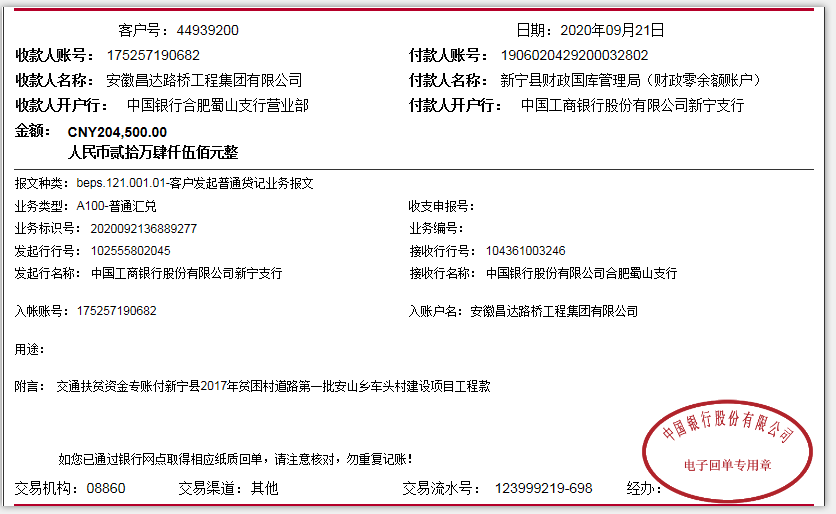 客户号：44939200 日期：2020年09月21日
收款人账号：175257190682 付款人账号：1906020429200032802
收款人名称：安徽昌达路桥工程集团有限公司 付款人名称：新宁县财政国库管理局（财政零余额账户）
收款人开户行：中国银行合肥蜀山支行营业部 付款人开户行：中国工商银行股份有限公司新宁支行
金额：CNY204,500.00
人民币贰拾万肆仟伍佰元整
报文种类：beps.121.001.01-客户发起普通贷记业务报文
业务类型：A100-普通汇兑 收支申报号：
业务标识号：2020092136889277 业务编号：
发起行行号：102555802045 接收行行号：104361003246
发起行名称：中国工商银行股份有限公司新宁支行 接收行名称：中国银行股份有限公司合肥蜀山支行
入帐账号：175257190682 入账户名：安徽昌达路桥工程集团有限公司
用途：
附言：交通扶贫资金专账付新宁县2017年贫困村道路第一批安山乡车头村建设项目工程款
中国银行股份有限公司
电子回单专用章
如您已通过银行网点取得相应纸质回单，请注意核对，勿重复记账！
交易机构：08860 交易渠道：其他 交易流水号：123999219-698 经办：